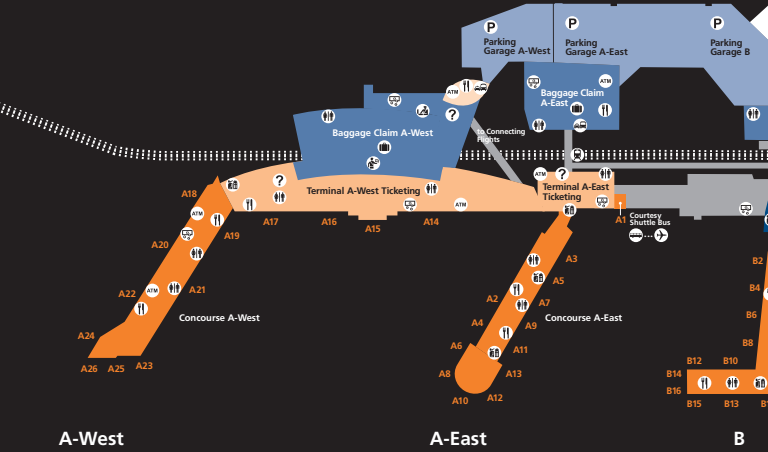 P
P
P
Parking
Garage A-West
Parking
Garage A-East
Parking
Garage B
ATM
ATM
Baggage Claim
A-East
?
Baggage Claim A-West
to Connecting
Flights
?
ATM
?
A18
Terminal A-West Ticketing
Terminal A-East
Ticketing
ATM
ATM
A17
A16
A15
A14
A1
Courtesy
Shuttle Bus
A19
A20
A3
B2
A5
A21
A22
ATM
A2
A7
B4
Concourse A-West
A4
A9
Concourse A-East
B6
A24
A6
A11
B8
A26
A25
A23
A8
A13
B12
B10
B14
B16
A10
A12
B15
B13
A-West
A-East
B